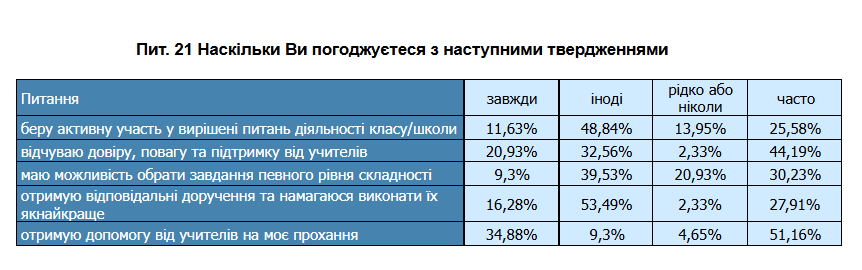 Пит. 21 Наскільки Ви погоджуєтеся з наступними твердженнями
Питання завжди іноді рідко або ніколи часто
беру активну участь у вирішені питань діяльності класу/школи 11,63% 48,84% 13,95% 25,58%
відчуваю довіру, повагу та підтримку від учителів 20,93% 32,56% 2,33% 44,19%
маю можливість обрати завдання певного рівня складності 9,3% 39,53% 20,93% 30,23%
отримую відповідальні доручення та намагаюся виконати їх
якнайкраще 16,28% 53,49% 2,33% 27,91%
отримую допомогу від учителів на моє прохання 34,88% 9,3% 4,65% 51,16%